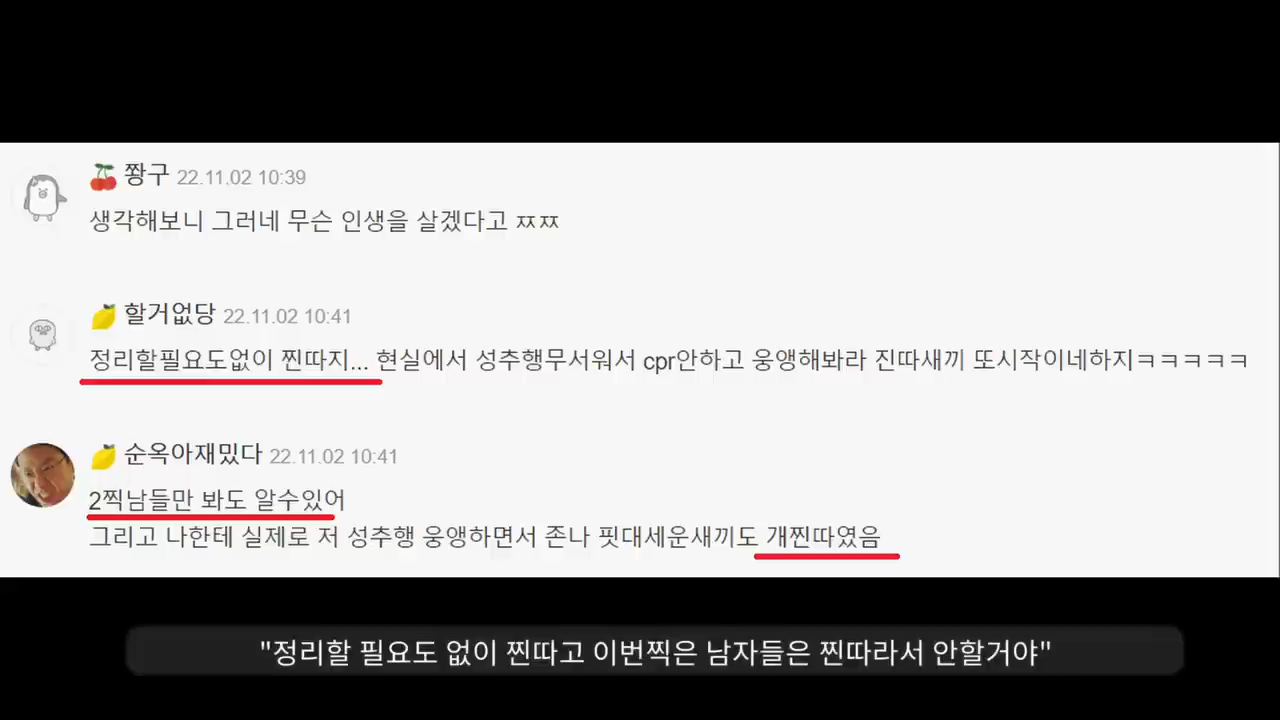 쫭구 22.11.02 10:39
생각해보니 그러네 무슨 인생을 살겠다고 ㅉㅉ
할거없당 22.11.02 10:41
정리할필요도없이 찐따지... 현실에서 성추행무서워서 cpr안하고 웅앵해봐라 진따새끼 또시작이네하지ㅋㅋㅋㅋㅋ
순옥아재밌다 22.11.02 10:41
2찍남들만 봐도 알수있어
그리고 나한테 실제로 저 성추행 웅앵하면서 존나 핏대세운새끼도 개찐따였음
"정리할 필요도 없이 찐따고 이번찍은 남자들은 찐따라서 안할거야"